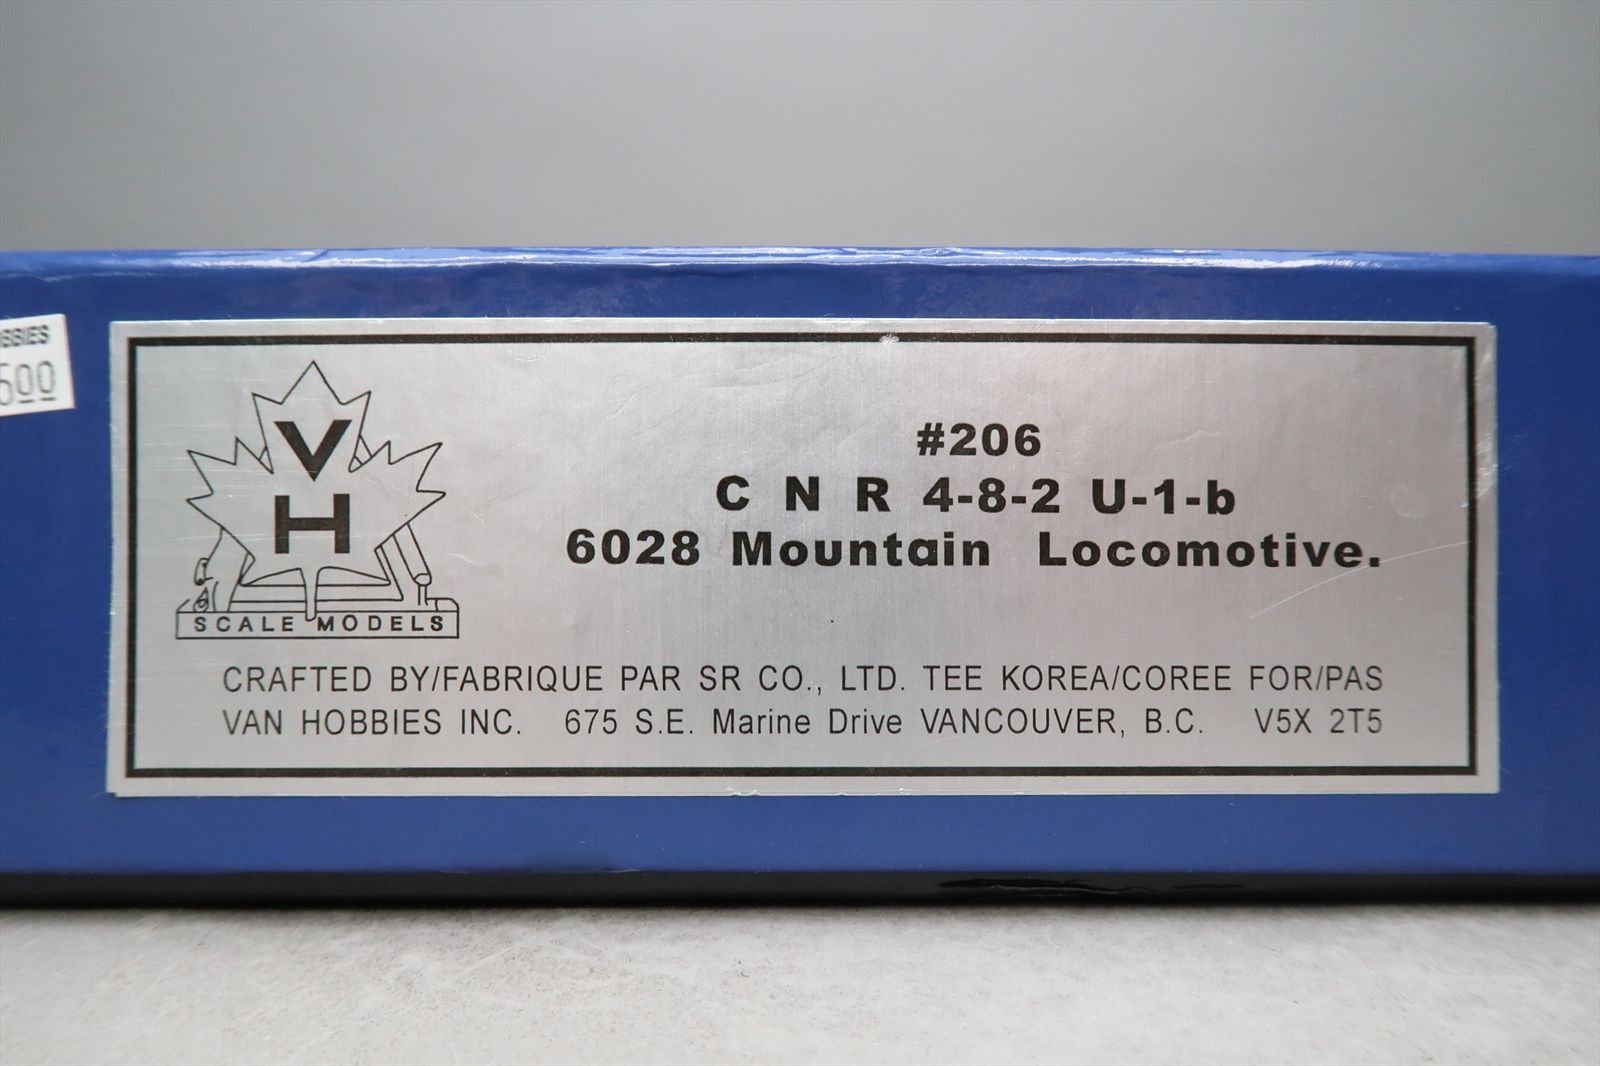 500
V
H
SCALE MODELS
#206
C N R 4-8-2 U-1-b
6028 Mountain Locomotive.
CRAFTED BY/FABRIQUE PAR SR CO., LTD. TEE KOREA/COREE FOR/PAS
VAN HOBBIES INC. 675 S.E. Marine Drive VANCOUVER, B.C. V5X 2T5